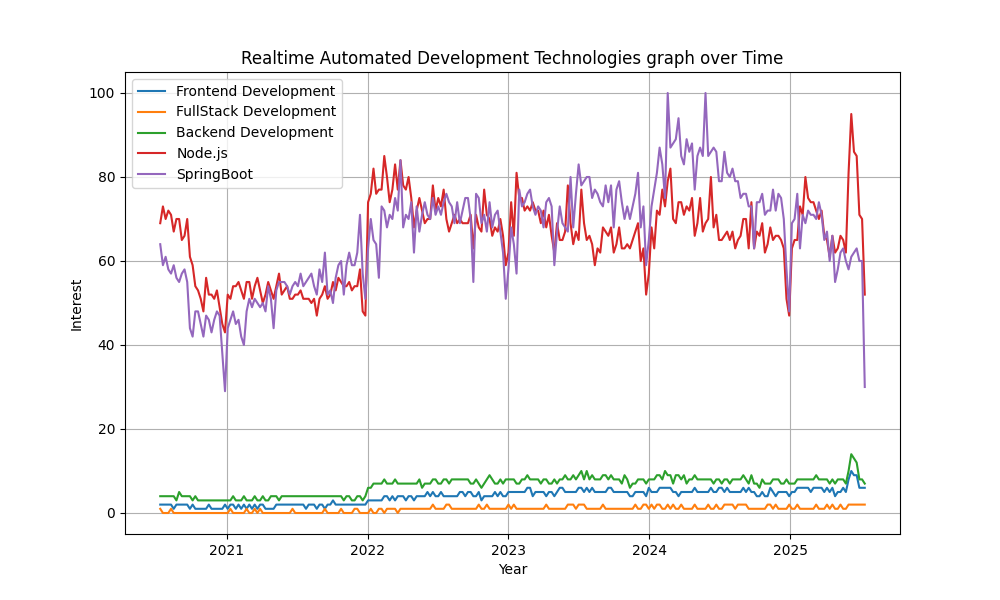 Realtime Automated Development Technologies graph over Time
Frontend Development
FullStack Development
Backend Development
Node.js
SpringBoot
100
80
60
40
20
0
Interest
2021
2022
2023
2024
2025
Year